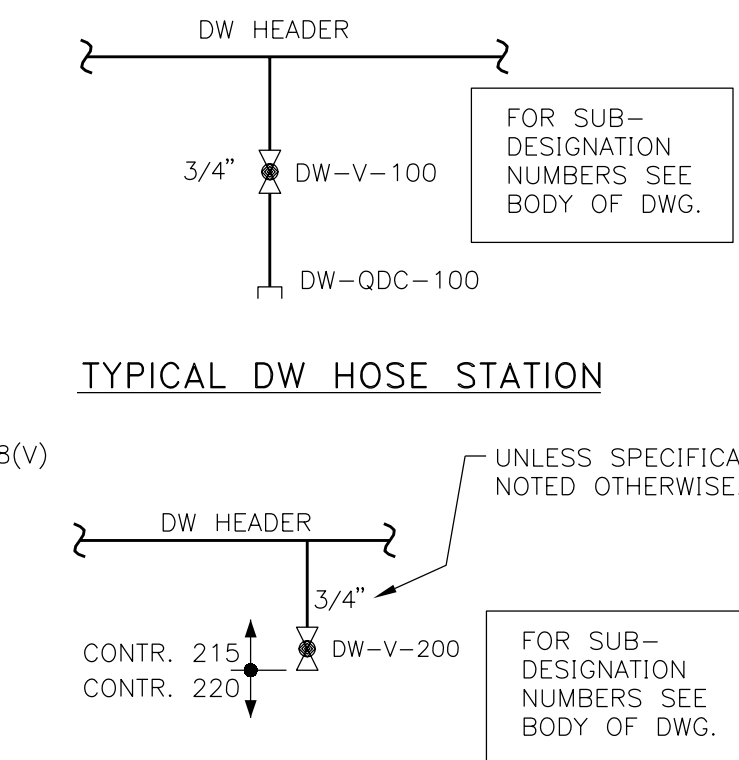 DW HEADER
3/4"
DW-V-100
FOR SUB-
DESIGNATION
NUMBERS SEE
BODY OF DWG.
DW-QDC-100
TYPICAL DW HOSE STATION
8(V)
UNLESS SPECIFICA
NOTED OTHERWISE.
DW HEADER
3/4"
DW-V-200
CONTR. 215
CONTR. 220
FOR SUB-
DESIGNATION
NUMBERS SEE
BODY OF DWG.